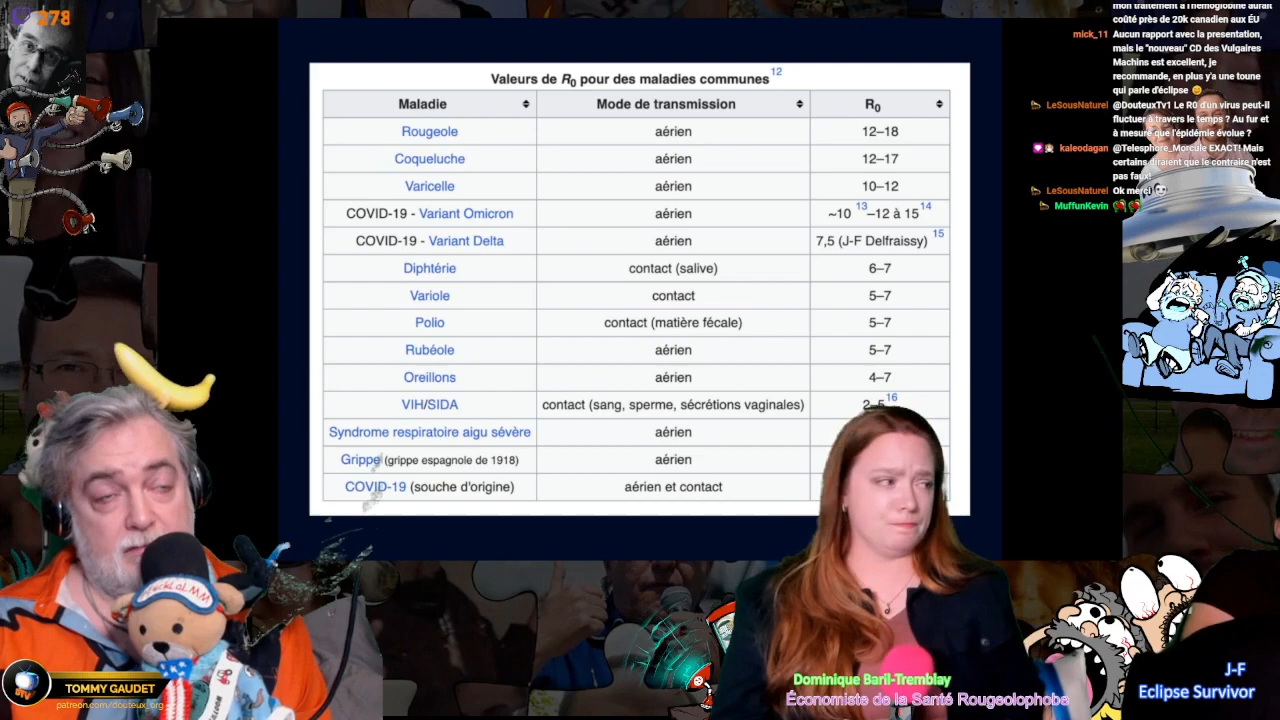 278
Valeurs de R0 pour des maladies communes 12
Maladie Mode de transmission R0
Rougeole aérien 12–18
Coqueluche aérien 12–17
Varicelle aérien 10–12
COVID-19 - Variant Omicron aérien ~10 13 –12 à 15 14
COVID-19 - Variant Delta aérien 7,5 (J-F Delfraissy) 15
Diphtérie contact (salive) 6–7
Variole contact 5–7
Polio contact (matière fécale) 5–7
Rubéole aérien 5–7
Oreillons aérien 4–7
VIH/SIDA contact (sang, sperme, sécrétions vaginales) 2–5 16
Syndrome respiratoire aigu sévère aérien
Grippe (grippe espagnole de 1918) aérien
COVID-19 (souche d'origine) aérien et contact
mon traitement à l'hémoglobine aurait
coûté près de 20k canadien aux ÉU
mick_11 Aucun rapport avec la presentation,
mais le "nouveau" CD des Vulgaires
Machins est excellent, je
recommande, en plus y'a une toune
qui parle d'éclipse
LeSousNaturel @DouteuxTv1 Le R0 d'un virus peut-il
fluctuer à travers le temps ? Au fur et
à mesure que l'épidémie évolue ?
kaleodagan @Telesphore_Morcule EXACT! Mais
certains diraient que le contraire n'est
pas faux!
LeSousNaturel Ok merci
MuffunKevin
DTV
TOMMY GAUDET
patreon.com/douteux_org
Dominique Baril-Tremblay
Économiste de la Santé Rougeolophobe
J-F
Eclipse Survivor